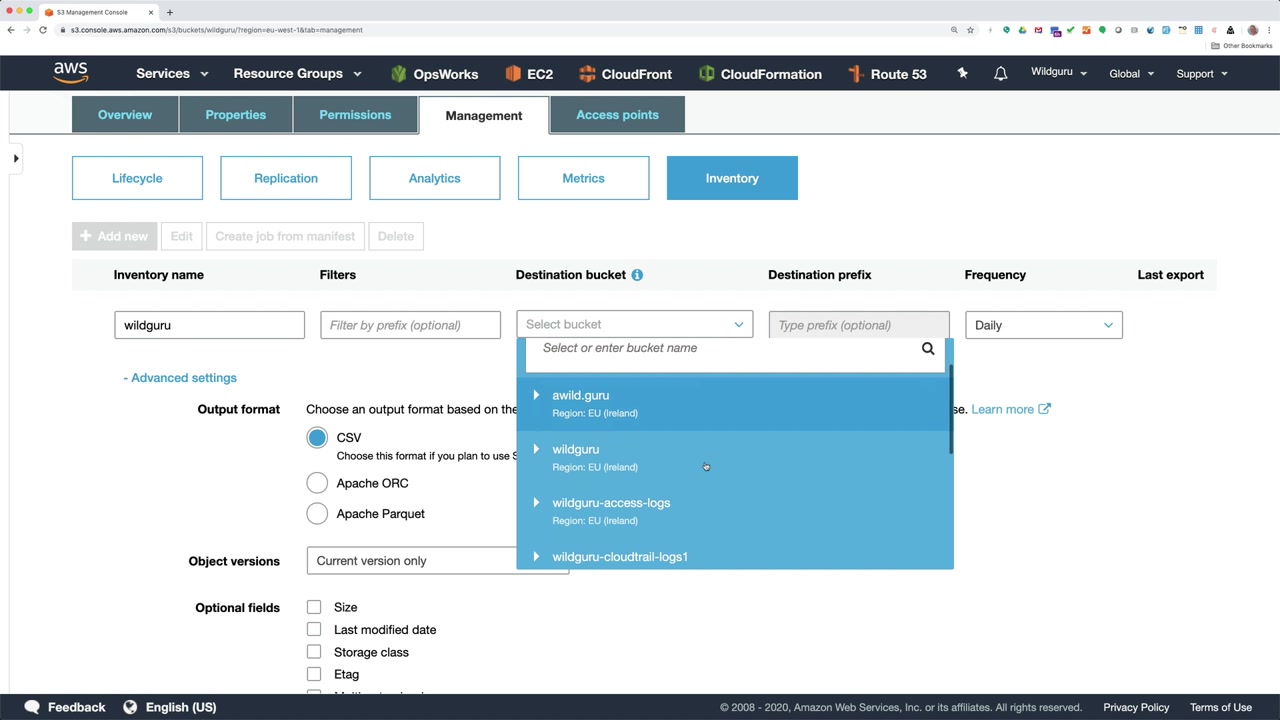 S3 Management Console
s3.console.aws.amazon.com/s3/buckets/wildguru/?region=eu-west-1&tab=management
Other Bookmarks
aws
Services
Resource Groups
OpsWorks
EC2
CloudFront
CloudFormation
Route 53
Wildguru
Global
Support
Overview
Properties
Permissions
Management
Access points
Lifecycle
Replication
Analytics
Metrics
Inventory
+ Add new
Edit
Create job from manifest
Delete
Inventory name
Filters
Destination bucket
Destination prefix
Frequency
Last export
wildguru
Filter by prefix (optional)
Select bucket
Type prefix (optional)
Daily
Select or enter bucket name
awild.guru
Region: EU (Ireland)
wildguru
Region: EU (Ireland)
wildguru-access-logs
Region: EU (Ireland)
wildguru-cloudtrail-logs1
- Advanced settings
Output format
Choose an output format based on the
se. Learn more
CSV
Choose this format if you plan to use S
Apache ORC
Apache Parquet
Object versions
Current version only
Optional fields
Size
Last modified date
Storage class
Etag
Feedback
English (US)
© 2008 - 2020, Amazon Web Services, Inc. or its affiliates. All rights reserved.
Privacy Policy
Terms of Use